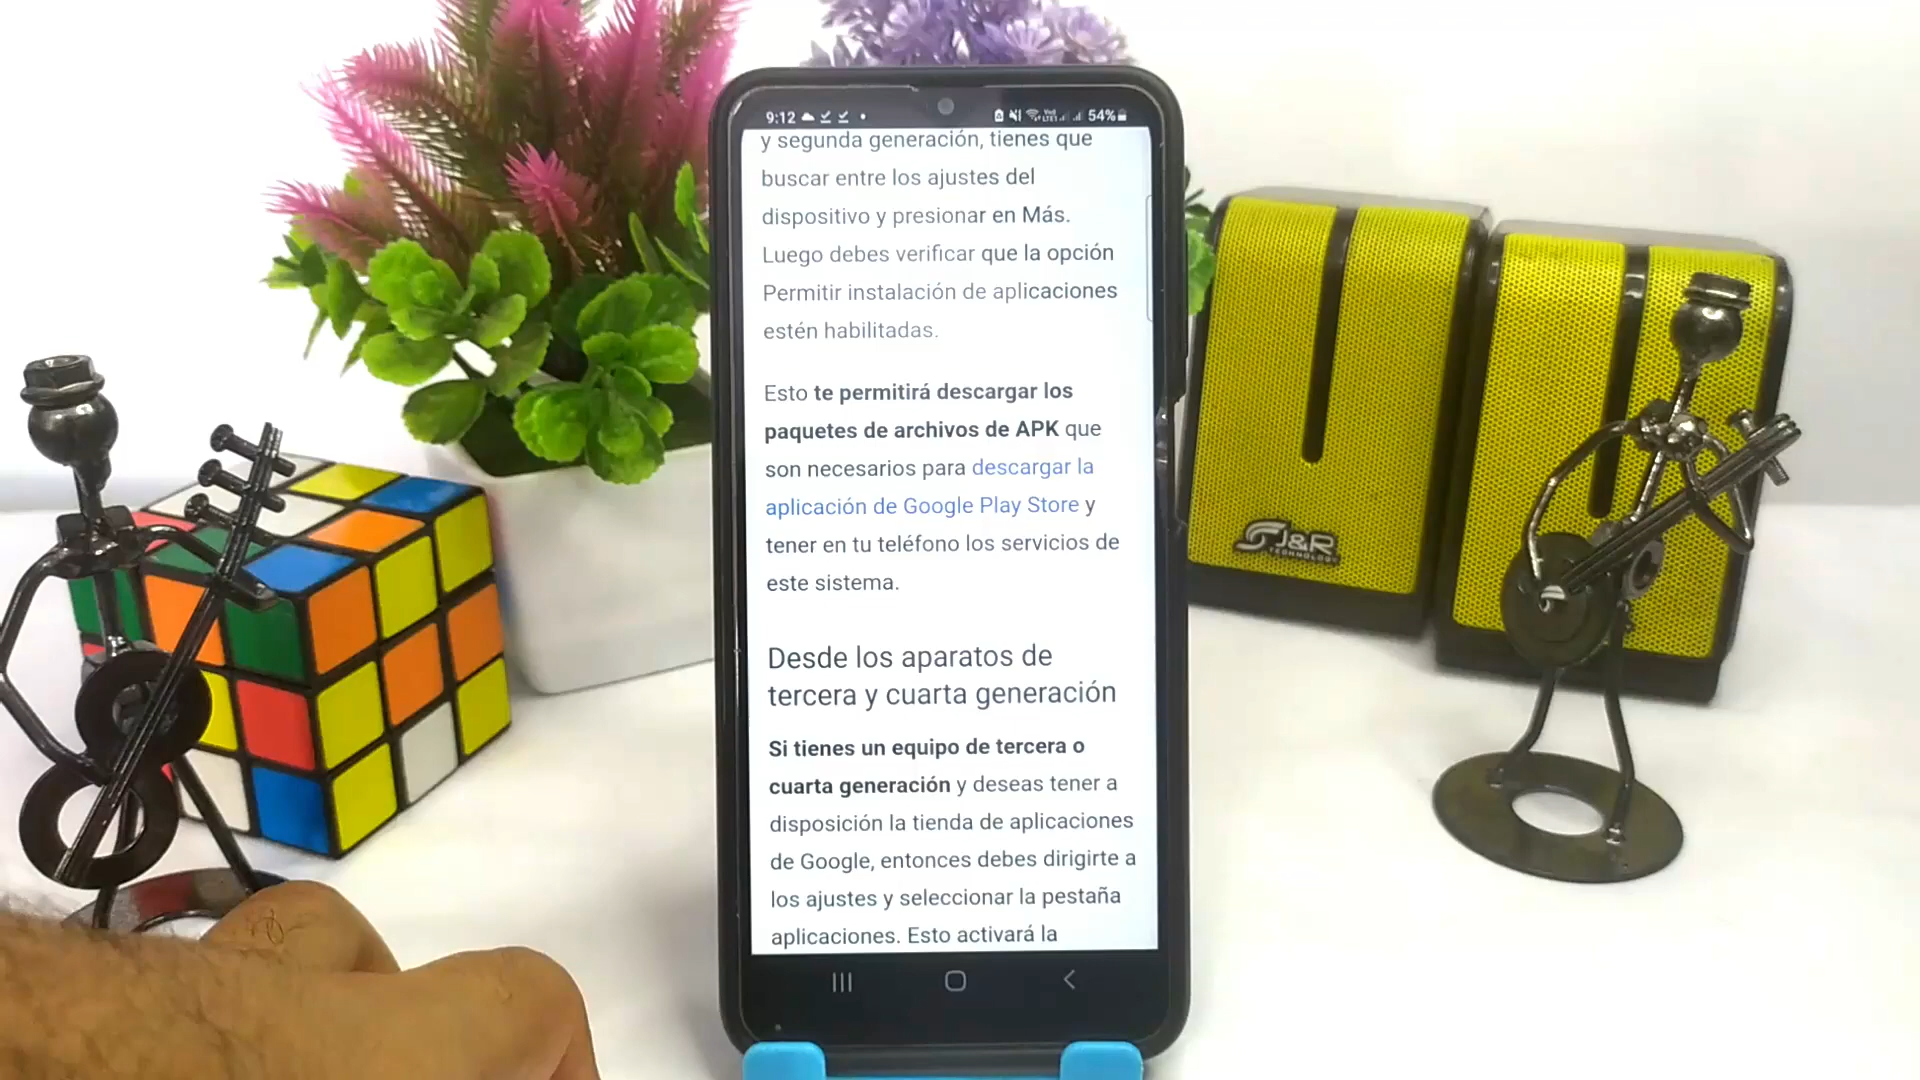 9:12
54%
y segunda generación, tienes que
buscar entre los ajustes del
dispositivo y presionar en Más.
Luego debes verificar que la opción
Permitir instalación de aplicaciones
estén habilitadas.
Esto te permitirá descargar los
paquetes de archivos de APK que
son necesarios para descargar la
aplicación de Google Play Store y
tener en tu teléfono los servicios de
este sistema.
Desde los aparatos de
tercera y cuarta generación
Si tienes un equipo de tercera o
cuarta generación y deseas tener a
disposición la tienda de aplicaciones
de Google, entonces debes dirigirte a
los ajustes y seleccionar la pestaña
aplicaciones. Esto activará la
J&R
TECHNOLOGY